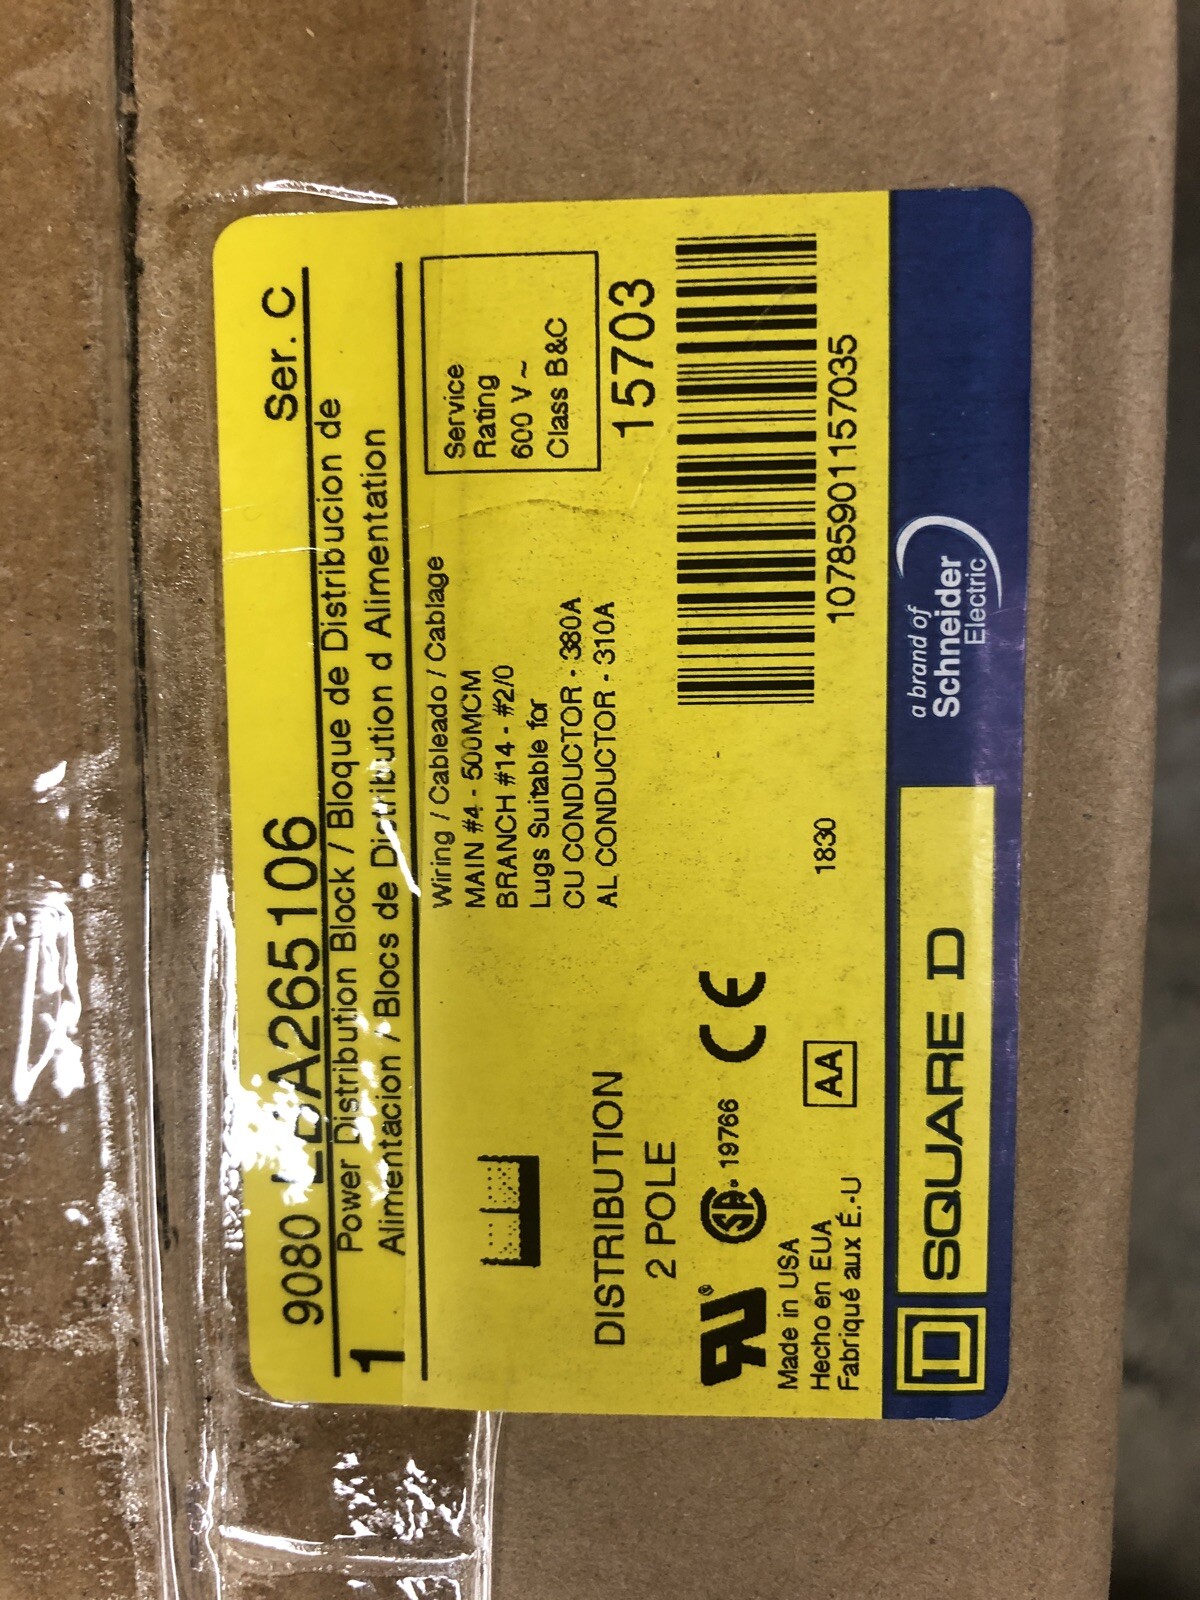 9080 LBA265106 Ser. C
1 Power Distribution Block / Bloque de Distribucion de
Alimentacion / Blocs de Distribution d Alimentation
Wiring / Cableado / Cablage
MAIN #4 - 500MCM
BRANCH #14 - #2/0
Lugs Suitable for
CU CONDUCTOR - 380A
AL CONDUCTOR - 310A
Service
Rating
600 V ~
Class B&C
15703
DISTRIBUTION
2 POLE
UR ® SA 19766 CE
10785901157035
Made in USA
Hecho en EUA
Fabriqué aux É.-U
AA
1830
D SQUARE D
a brand of
Schneider
Electric